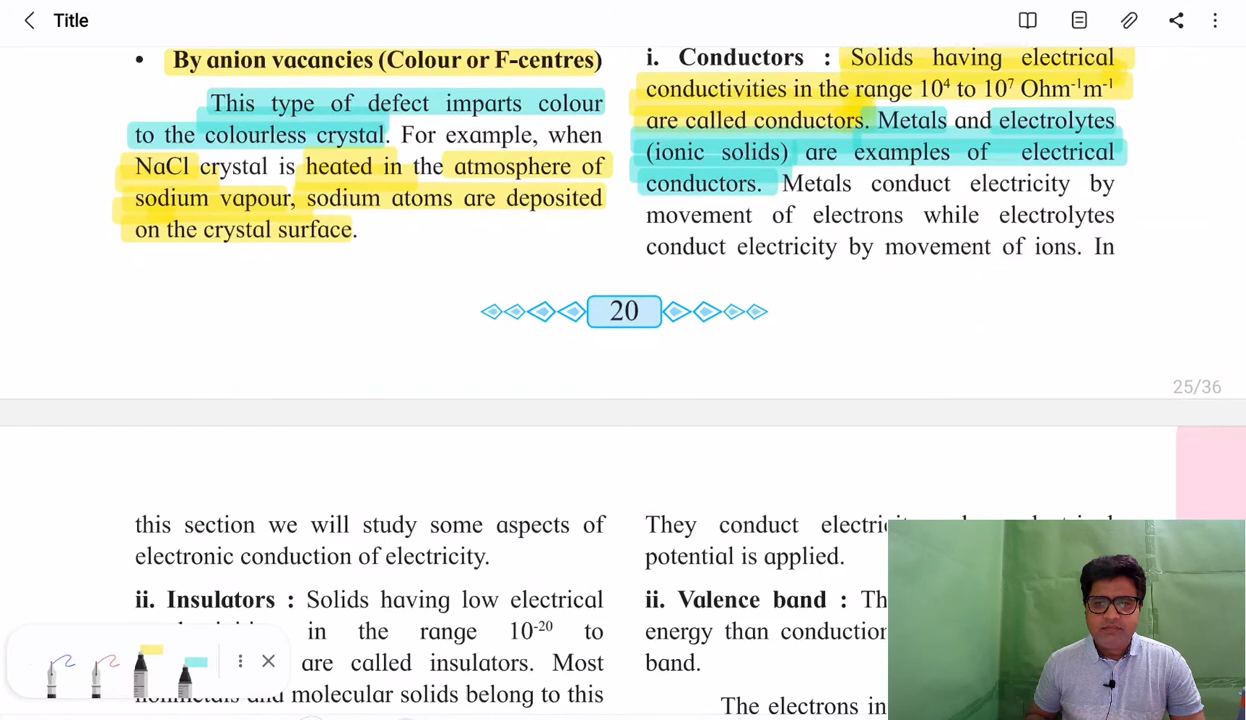 Title
• By anion vacancies (Colour or F-centres)
This type of defect imparts colour
to the colourless crystal. For example, when
NaCl crystal is heated in the atmosphere of
sodium vapour, sodium atoms are deposited
on the crystal surface.
i. Conductors : Solids having electrical
conductivities in the range 10⁴ to 10⁷ Ohm⁻¹m⁻¹
are called conductors. Metals and electrolytes
(ionic solids) are examples of electrical
conductors. Metals conduct electricity by
movement of electrons while electrolytes
conduct electricity by movement of ions. In
20
25/36
this section we will study some aspects of
electronic conduction of electricity.
ii. Insulators : Solids having low electrical
in the range 10⁻²⁰ to
are called insulators. Most
nonmetals and molecular solids belong to this
They conduct
potential is applied.
ii. Valence band :
energy than conduction
band.
The electrons in